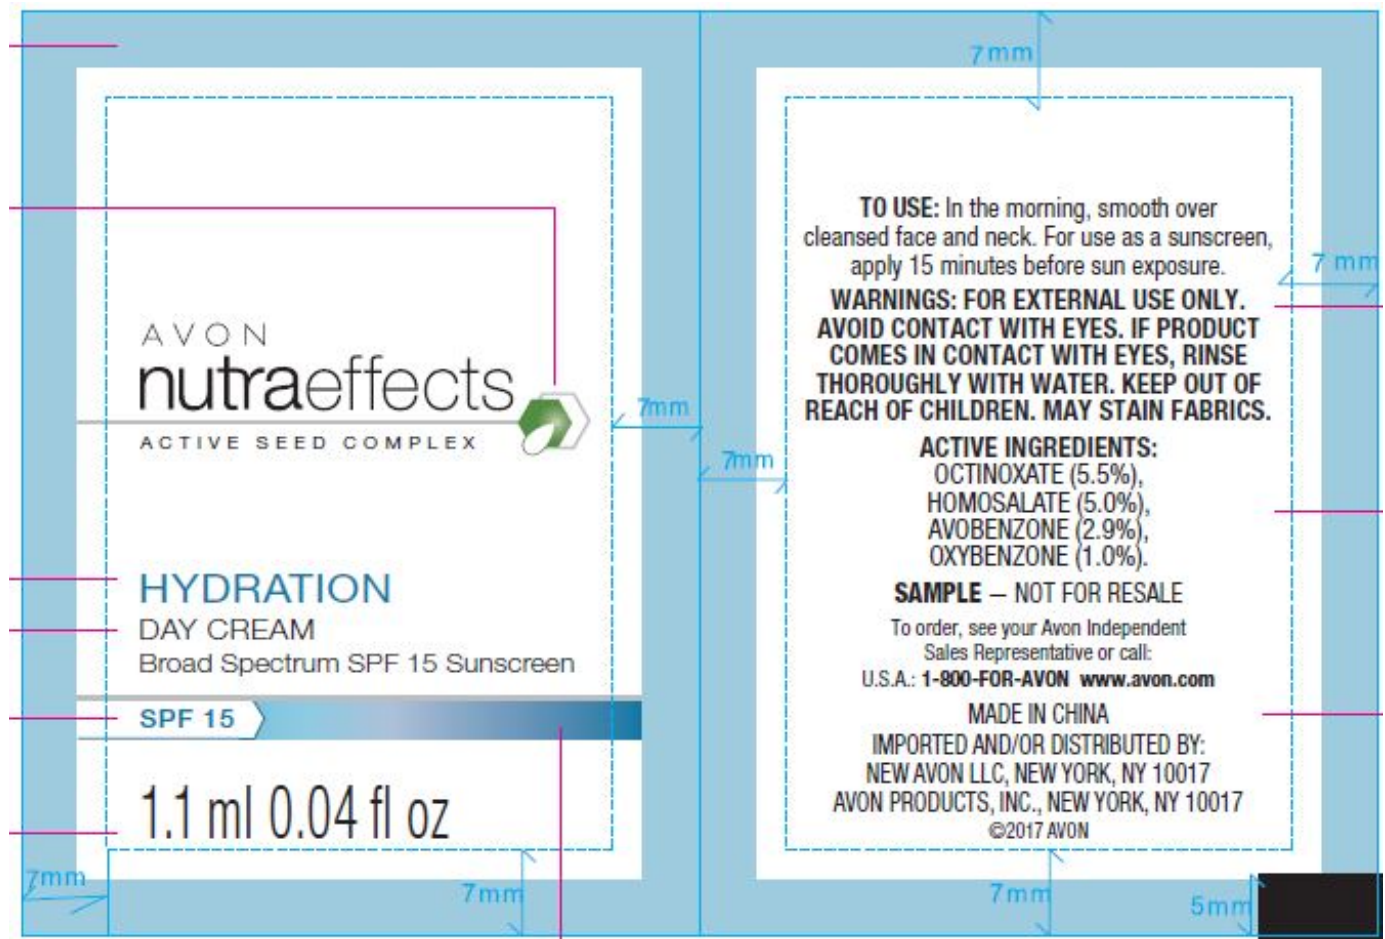 AVON
nutraeffects
ACTIVE SEED COMPLEX
HYDRATION
DAY CREAM
Broad Spectrum SPF 15 Sunscreen
SPF 15
1.1 ml 0.04 fl oz
7mm
7mm
7mm
7mm
7mm
TO USE: In the morning, smooth over
cleansed face and neck. For use as a sunscreen,
apply 15 minutes before sun exposure.
7 mm
WARNINGS: FOR EXTERNAL USE ONLY.
AVOID CONTACT WITH EYES. IF PRODUCT
COMES IN CONTACT WITH EYES, RINSE
THOROUGHLY WITH WATER. KEEP OUT OF
REACH OF CHILDREN. MAY STAIN FABRICS.
ACTIVE INGREDIENTS:
OCTINOXATE (5.5%),
HOMOSALATE (5.0%),
AVOBENZONE (2.9%),
OXYBENZONE (1.0%).
SAMPLE – NOT FOR RESALE
To order, see your Avon Independent
Sales Representative or call:
U.S.A.: 1-800-FOR-AVON www.avon.com
MADE IN CHINA
IMPORTED AND/OR DISTRIBUTED BY:
NEW AVON LLC, NEW YORK, NY 10017
AVON PRODUCTS, INC., NEW YORK, NY 10017
©2017 AVON
7mm
5mm